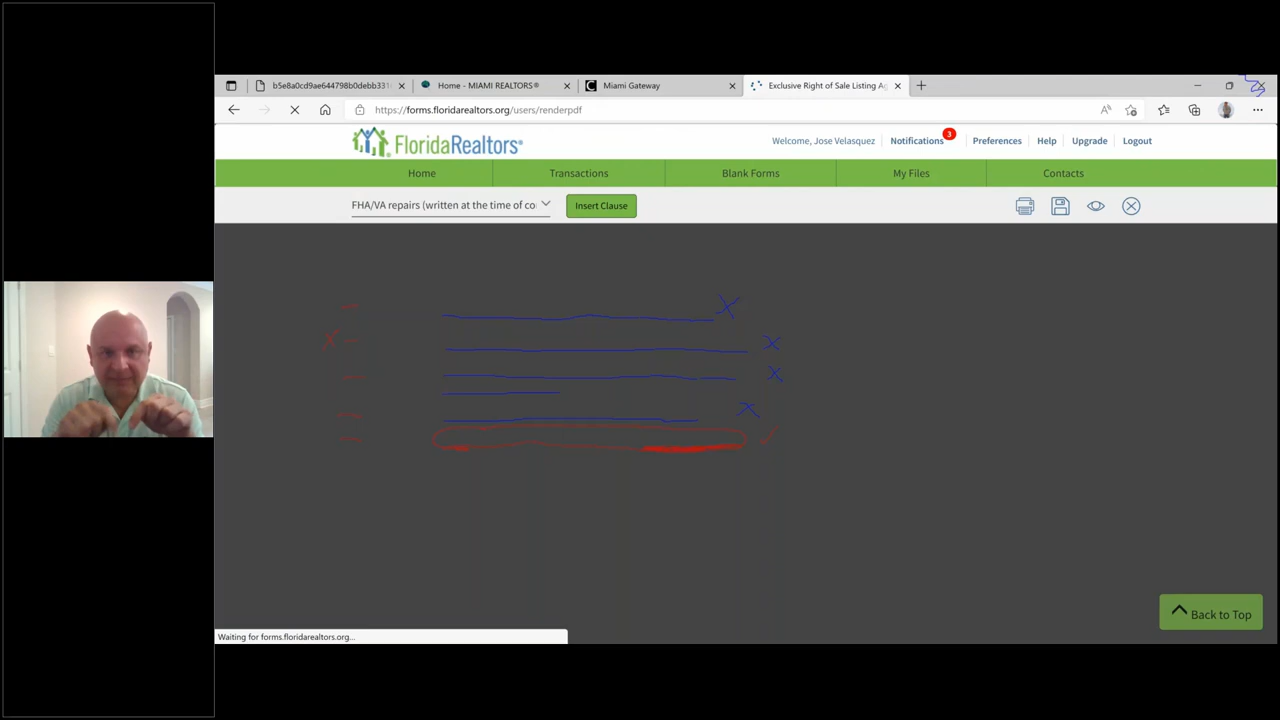 b5e8a0cd9ae644798b0debb331
Home - MIAMI REALTORS®
Miami Gateway
Exclusive Right of Sale Listing Ag
https://forms.floridarealtors.org/users/renderpdf
FloridaRealtors®
Welcome, Jose Velasquez
Notifications
3
Preferences
Help
Upgrade
Logout
Home
Transactions
Blank Forms
My Files
Contacts
FHA/VA repairs (written at the time of co
Insert Clause
Back to Top
Waiting for forms.floridarealtors.org...